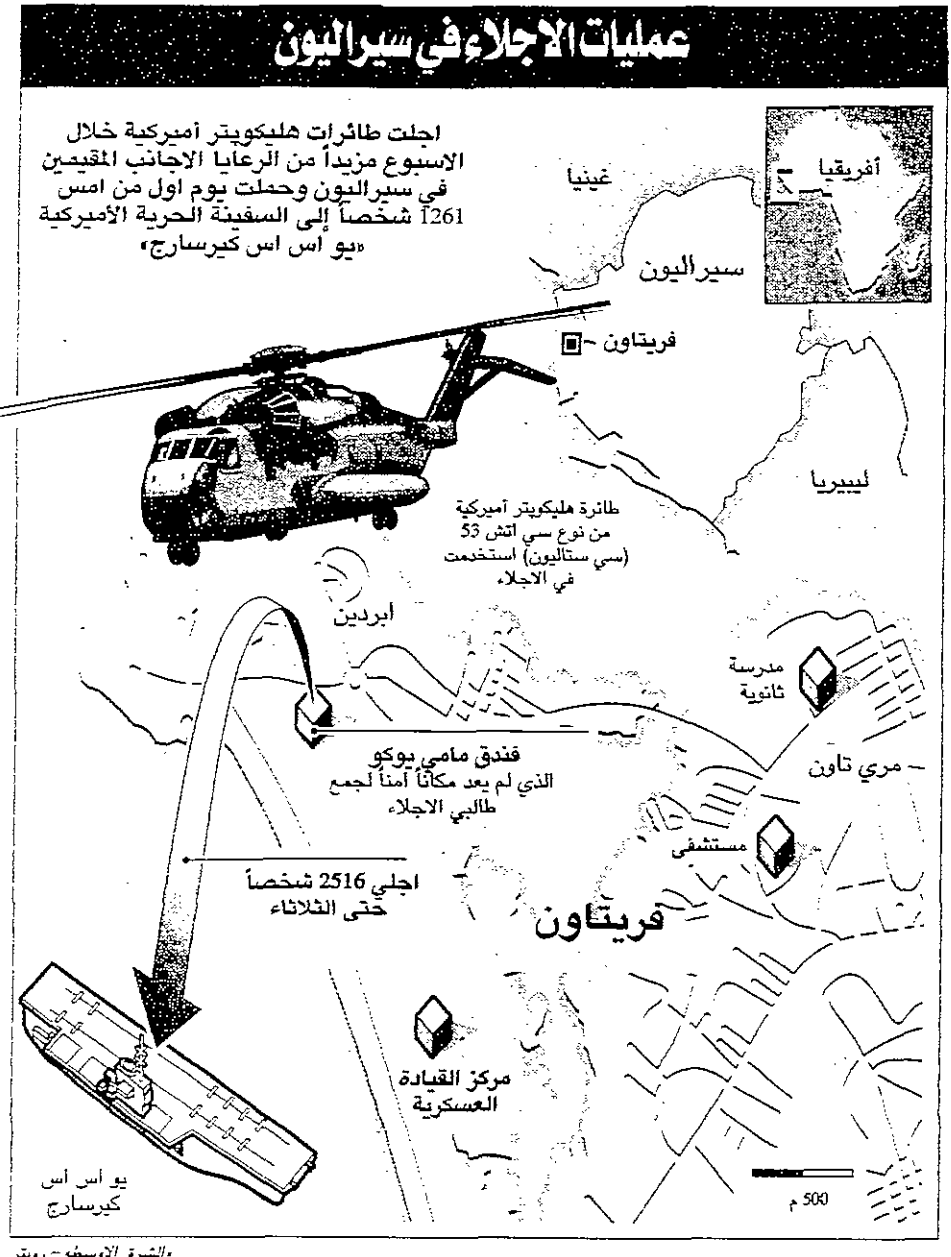 عمليات الاجلاء في سيراليون
اجلت طائرات هليكوبتر أميركية خلال
الاسبوع مزيداً من الرعايا الاجانب المقيمين
في سيراليون وحملت يوم اول من امس
1261 شخصاً إلى السفينة الحربية الأميركية
«يو اس اس كيرسارج»
أفريقيا
غينيا
سيراليون
فريتاون
ليبيريا
طائرة هليكوبتر أميركية
من نوع سي اتش 53
(سي ستاليون) استخدمت
في الاجلاء
ابردين
مدرسة
ثانوية
فندق مامي يوكو
الذي لم يعد مكاناً آمناً لجمع
طالبي الاجلاء
مري تاون
مستشفى
اجلي 2516 شخصاً
حتى الثلاثاء
فريتاون
مركز القيادة
العسكرية
يو اس اس
كيرسارج
500 م
«الشرق الاوسط» - رويتر